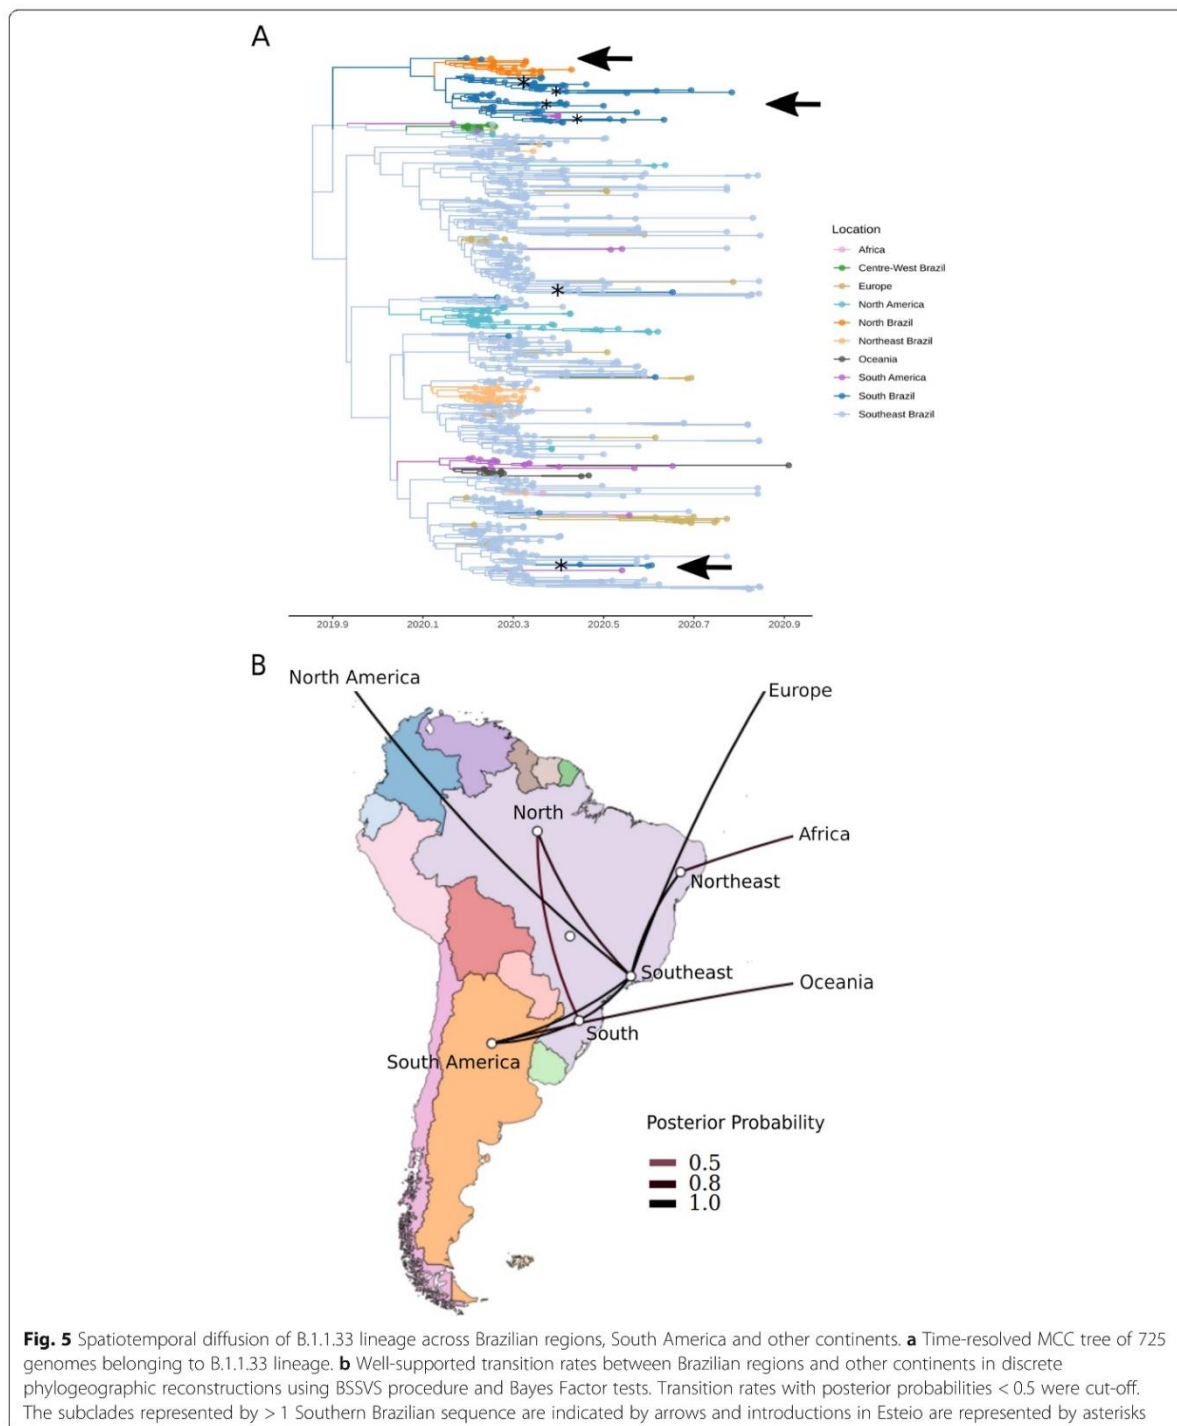 A
*
*
*
*
Location
Africa
Centre-West Brazil
Europe
North America
North Brazil
Northeast Brazil
Oceania
South America
South Brazil
Southeast Brazil
*
*
2019.9 2020.1 2020.3 2020.5 2020.7 2020.9
B
North America
Europe
North
Africa
Northeast
Southeast
Oceania
South
South America
Posterior Probability
0.5
0.8
1.0
Fig. 5 Spatiotemporal diffusion of B.1.1.33 lineage across Brazilian regions, South America and other continents. a Time-resolved MCC tree of 725
genomes belonging to B.1.1.33 lineage. b Well-supported transition rates between Brazilian regions and other continents in discrete
phylogeographic reconstructions using BSSVS procedure and Bayes Factor tests. Transition rates with posterior probabilities < 0.5 were cut-off.
The subclades represented by > 1 Southern Brazilian sequence are indicated by arrows and introductions in Esteio are represented by asterisks